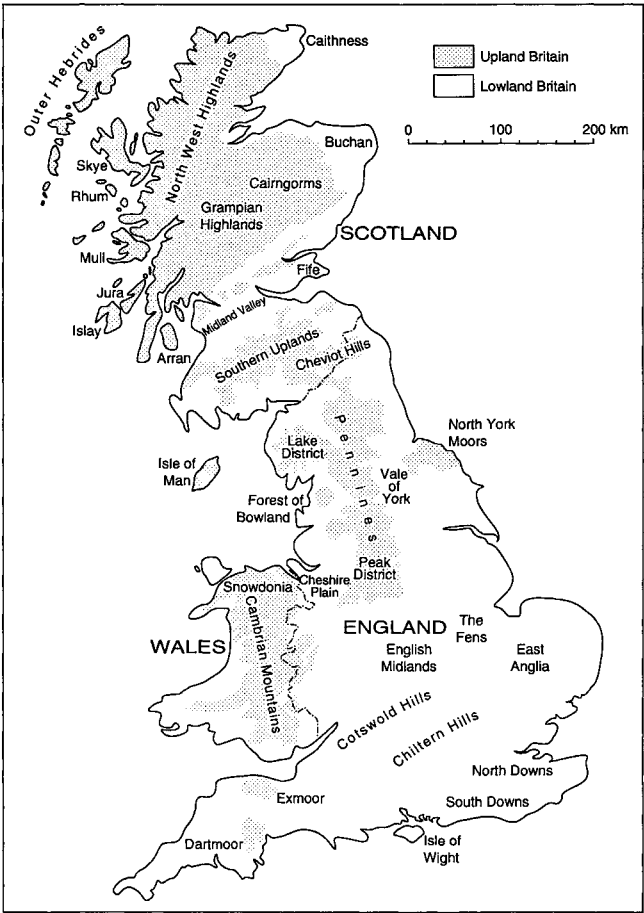 Outer Hebrides
Caithness
Upland Britain
Lowland Britain
0 100 200 km
North West Highlands
Buchan
Skye
Cairngorms
Rhum
Grampian
Highlands
SCOTLAND
Mull
Fife
Jura
Midland Valley
Islay
Arran
Southern Uplands
Cheviot Hills
Pennines
North York
Moors
Lake
District
Isle of
Man
Vale
of
York
Forest of
Bowland
Peak
District
Snowdonia
Cheshire
Plain
Cambrian Mountains
WALES
ENGLAND
The
Fens
English
Midlands
East
Anglia
Cotswold Hills
Chiltern Hills
North Downs
Exmoor
South Downs
Dartmoor
Isle of
Wight